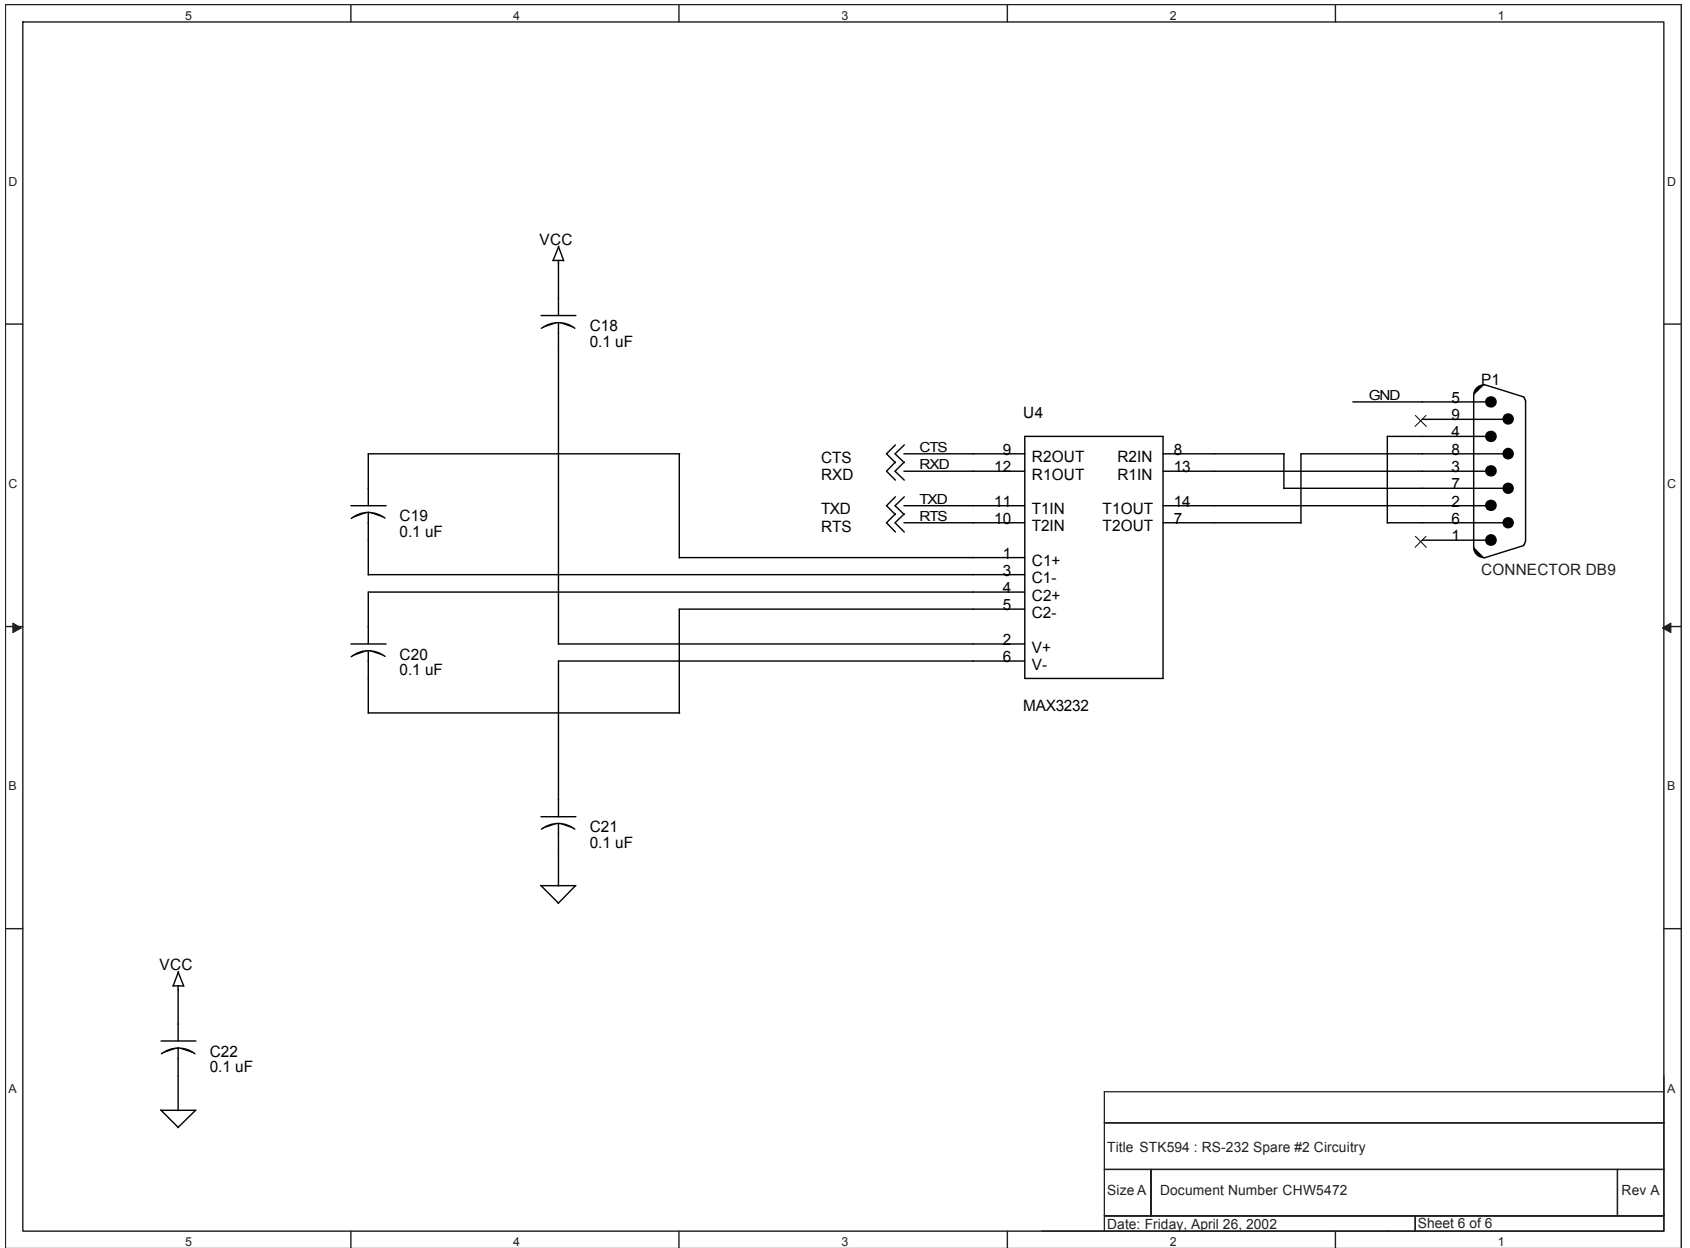 5 4 3 2 1
D D
VCC
C18
0.1 uF
P1
GND 5
9
4
8
3
7
2
6
1
CONNECTOR DB9
U4
CTS CTS 9 R2OUT R2IN 8
RXD RXD 12 R1OUT R1IN 13
TXD TXD 11 T1IN T1OUT 14
RTS RTS 10 T2IN T2OUT 7
1 C1+
3 C1-
4 C2+
5 C2-
2 V+
6 V-
MAX3232
C C
C19
0.1 uF
C20
0.1 uF
B B
C21
0.1 uF
VCC
C22
0.1 uF
A A
Title STK594 : RS-232 Spare #2 Circuitry
Size A Document Number CHW5472 Rev A
Date: Friday, April 26, 2002 Sheet 6 of 6
5 4 3 2 1